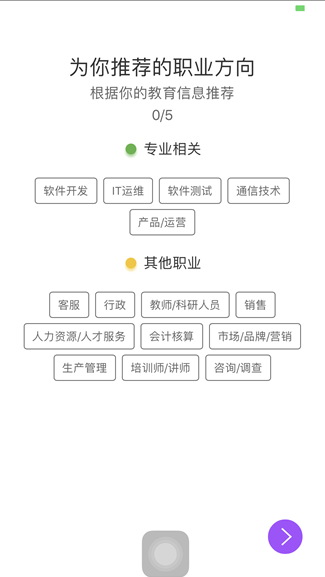 为你推荐的职业方向
根据你的教育信息推荐
0/5
专业相关
软件开发 IT运维 软件测试 通信技术
产品/运营
其他职业
客服 行政 教师/科研人员 销售
人力资源/人才服务 会计核算 市场/品牌/营销
生产管理 培训师/讲师 咨询/调查